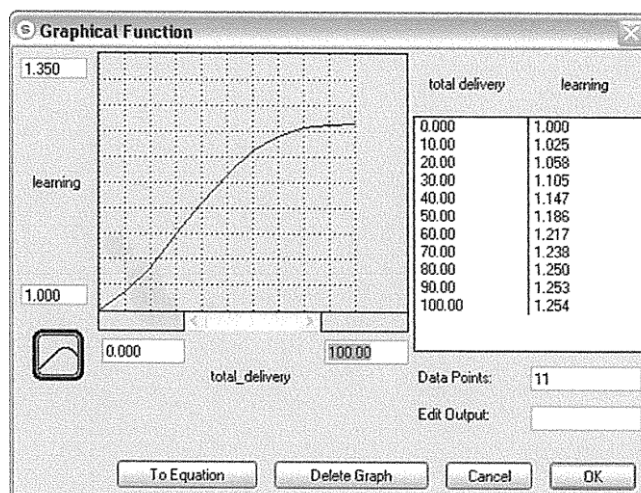 Graphical Function
1.350
learning
1.000
0.000
100.00
total_delivery
total delivery learning
0.000 1.000
10.00 1.025
20.00 1.058
30.00 1.105
40.00 1.147
50.00 1.186
60.00 1.217
70.00 1.238
80.00 1.250
90.00 1.253
100.00 1.254
Data Points: 11
Edit Output:
To Equation
Delete Graph
Cancel
OK